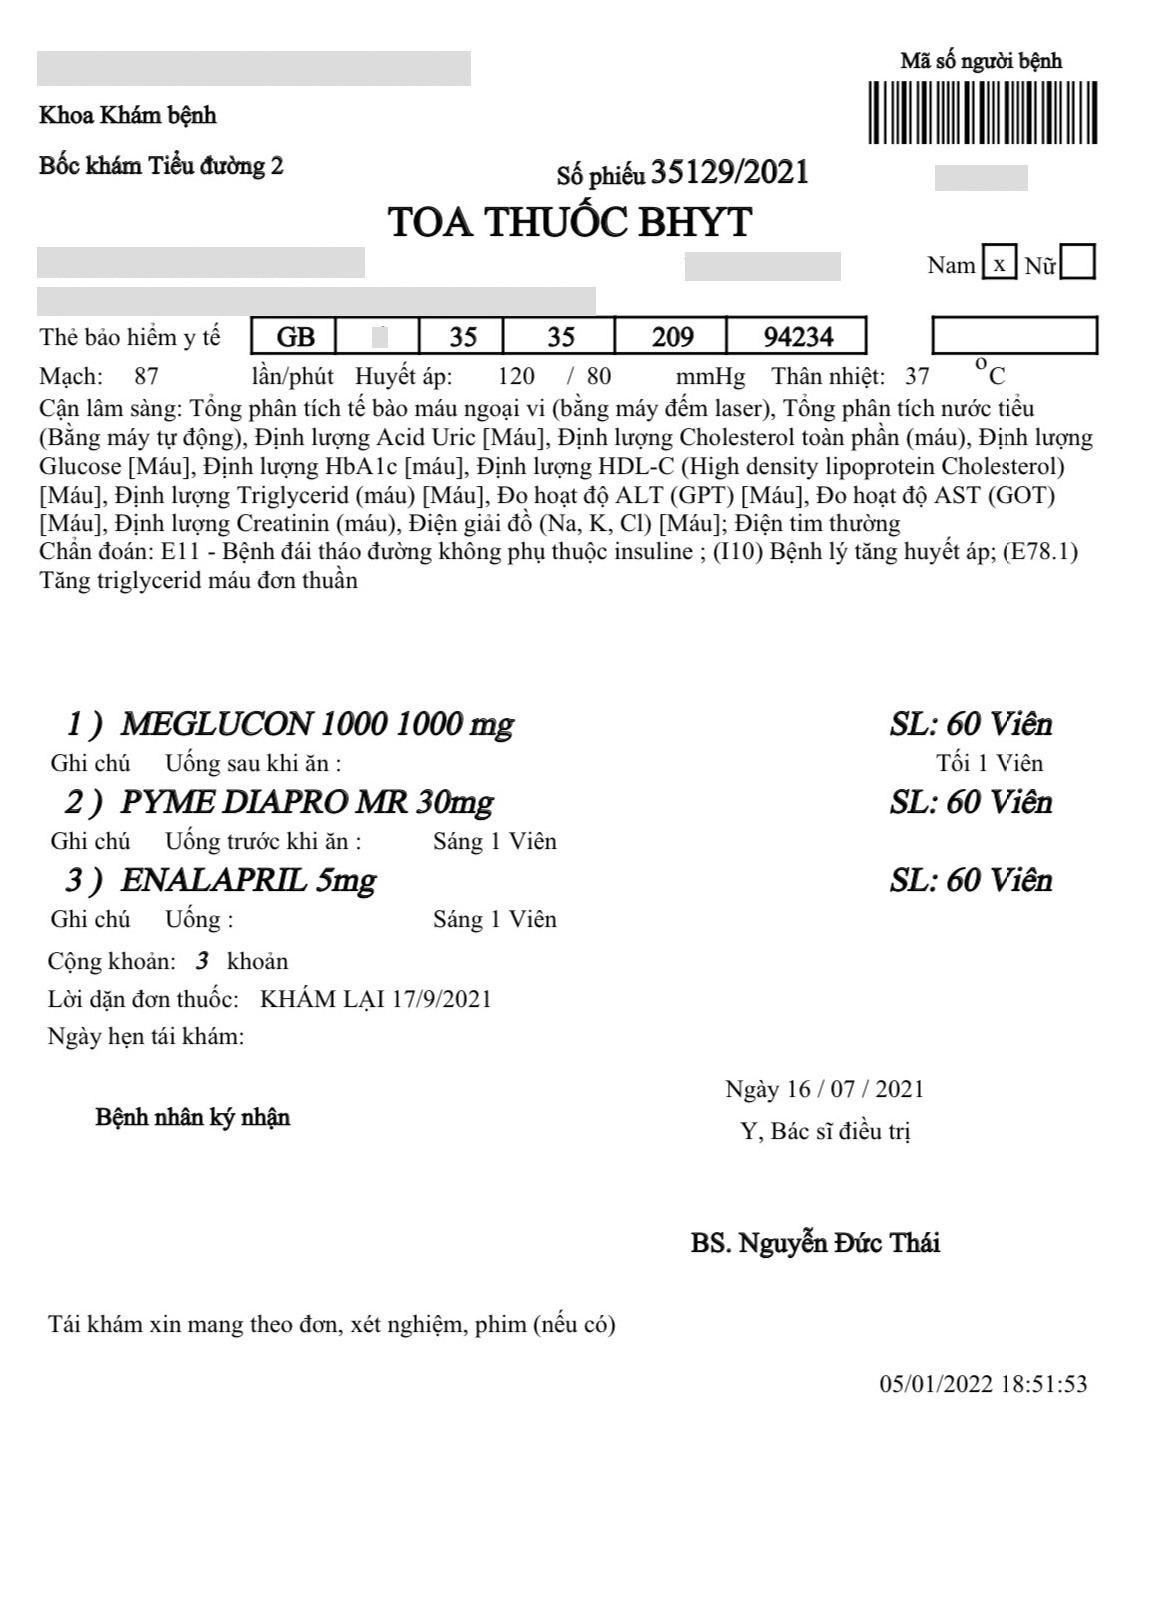 Mã số người bệnh
Khoa Khám bệnh
Bốc khám Tiểu đường 2
Số phiếu 35129/2021
TOA THUỐC BHYT
Nam x Nữ
Thẻ bảo hiểm y tế GB 35 35 209 94234
Mạch: 87 lần/phút Huyết áp: 120 / 80 mmHg Thân nhiệt: 37 °C
Cận lâm sàng: Tổng phân tích tế bào máu ngoại vi (bằng máy đếm laser), Tổng phân tích nước tiểu
(Bằng máy tự động), Định lượng Acid Uric [Máu], Định lượng Cholesterol toàn phần (máu), Định lượng
Glucose [Máu], Định lượng HbA1c [máu], Định lượng HDL-C (High density lipoprotein Cholesterol)
[Máu], Định lượng Triglycerid (máu) [Máu], Đo hoạt độ ALT (GPT) [Máu], Đo hoạt độ AST (GOT)
[Máu], Định lượng Creatinin (máu), Điện giải đồ (Na, K, Cl) [Máu]; Điện tim thường
Chẩn đoán: E11 - Bệnh đái tháo đường không phụ thuộc insuline ; (I10) Bệnh lý tăng huyết áp; (E78.1)
Tăng triglycerid máu đơn thuần
1 ) MEGLUCON 1000 1000 mg SL: 60 Viên
Ghi chú Uống sau khi ăn : Tối 1 Viên
2 ) PYME DIAPRO MR 30mg SL: 60 Viên
Ghi chú Uống trước khi ăn : Sáng 1 Viên
3 ) ENALAPRIL 5mg SL: 60 Viên
Ghi chú Uống : Sáng 1 Viên
Cộng khoản: 3 khoản
Lời dặn đơn thuốc: KHÁM LẠI 17/9/2021
Ngày hẹn tái khám:
Ngày 16 / 07 / 2021
Bệnh nhân ký nhận
Y, Bác sĩ điều trị
BS. Nguyễn Đức Thái
Tái khám xin mang theo đơn, xét nghiệm, phim (nếu có)
05/01/2022 18:51:53